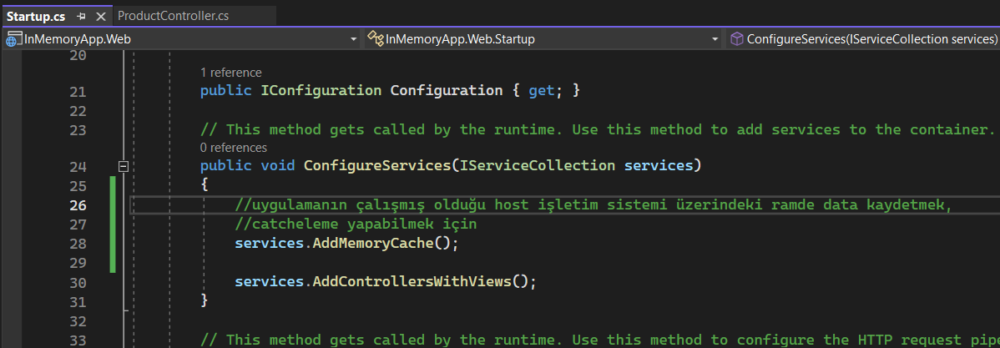 Startup.cs ProductController.cs
InMemoryApp.Web InMemoryApp.Web.Startup ConfigureServices(IServiceCollection services)
20
1 reference
21 public IConfiguration Configuration { get; }
22
23 // This method gets called by the runtime. Use this method to add services to the container.
0 references
24 public void ConfigureServices(IServiceCollection services)
25 {
26 //uygulamanın çalışmış olduğu host işletim sistemi üzerindeki ramde data kaydetmek,
27 //catcheleme yapabilmek için
28 services.AddMemoryCache();
29
30 services.AddControllersWithViews();
31 }
32
33 // This method gets called by the runtime. Use this method to configure the HTTP request pip